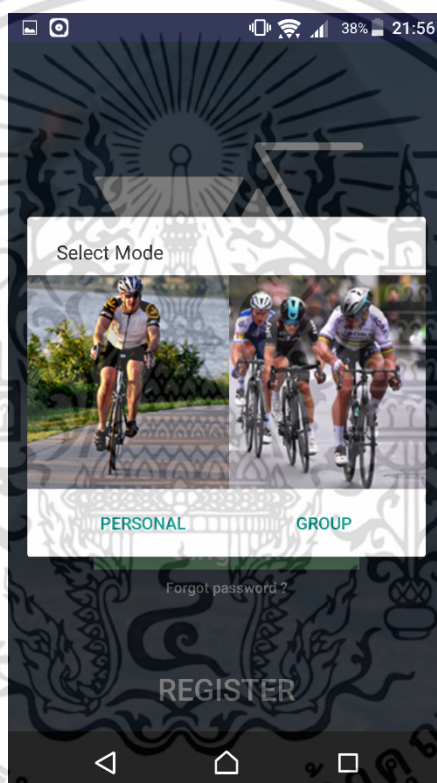 38% 21:56
Select Mode
PERSONAL GROUP
Forgot password ?
REGISTER